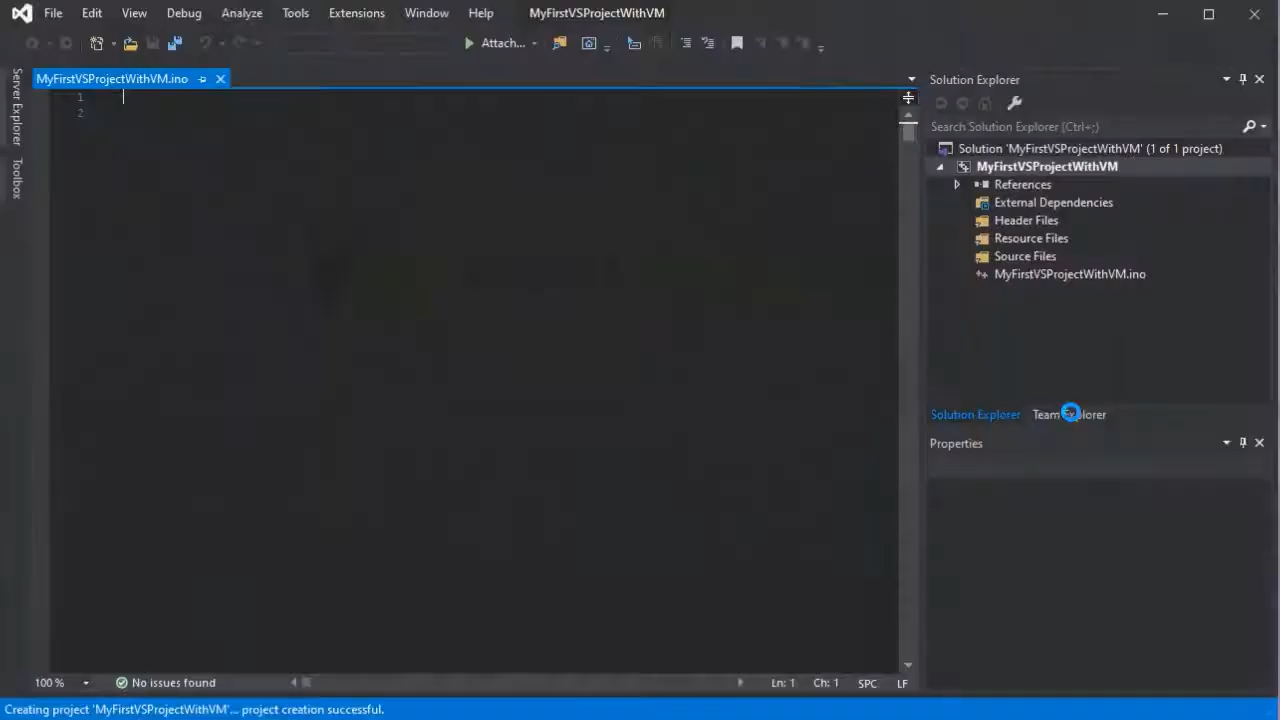 File Edit View Debug Analyze Tools Extensions Window Help MyFirstVSProjectWithVM
Attach...
MyFirstVSProjectWithVM.ino
Server Explorer
Toolbox
1
2
Solution Explorer
Search Solution Explorer (Ctrl+;)
Solution 'MyFirstVSProjectWithVM' (1 of 1 project)
MyFirstVSProjectWithVM
References
External Dependencies
Header Files
Resource Files
Source Files
MyFirstVSProjectWithVM.ino
Solution Explorer Team Explorer
Properties
100 % No issues found Ln: 1 Ch: 1 SPC LF
Creating project 'MyFirstVSProjectWithVM'... project creation successful.